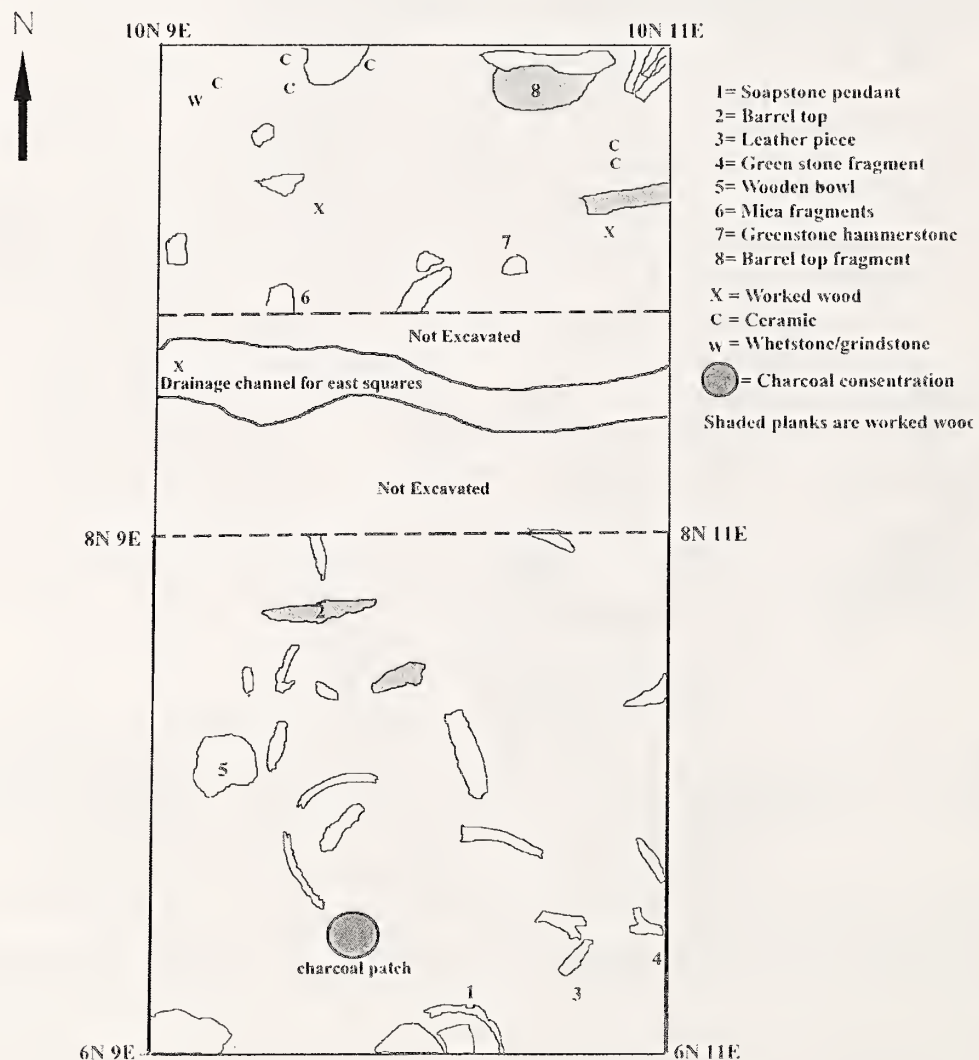 N
10N 9E
10N 11E
C
C
C
C
W
8
C
C
X
X
7
6
1= Soapstone pendant
2= Barrel top
3= Leather piece
4= Green stone fragment
5= Wooden bowl
6= Mica fragments
7= Greenstone hammerstone
8= Barrel top fragment
X = Worked wood
C = Ceramic
W = Whetstone/grindstone
= Charcoal consentration
Shaded planks are worked wood
Not Excavated
X
Drainage channel for east squares
Not Excavated
8N 9E
8N 11E
2
5
charcoal patch
4
1
3
6N 9E
6N 11E